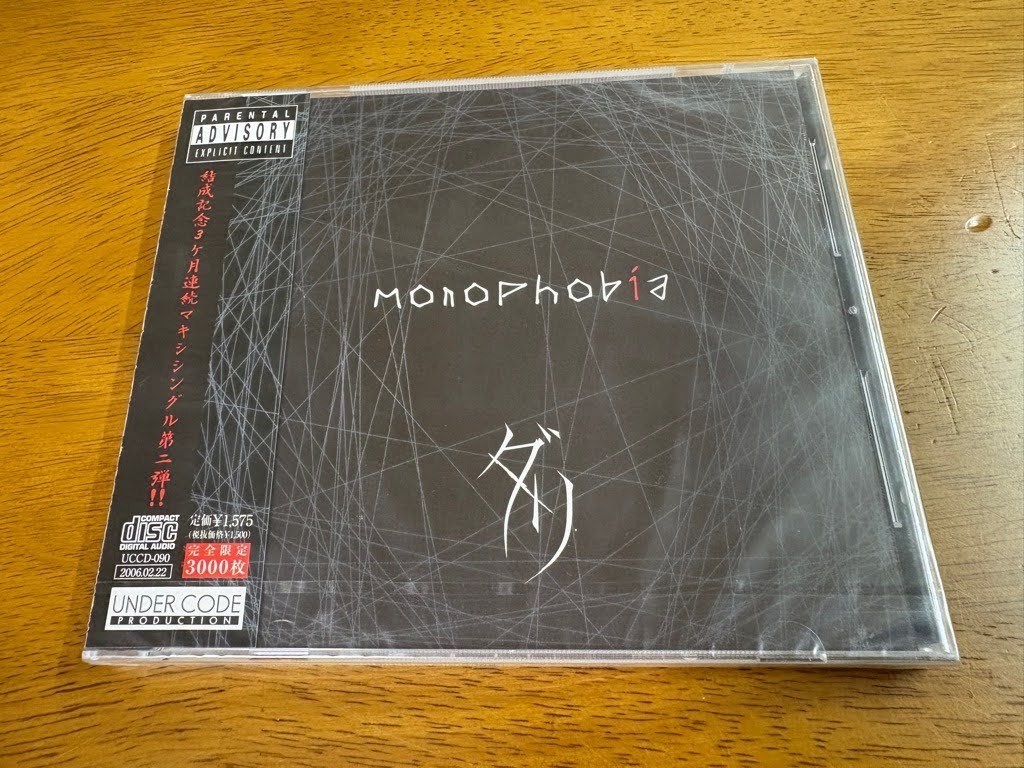 PARENTAL
ADVISORY
EXPLICIT CONTENT
結成記念3ヶ月連続マキシシングル第二弾!!
monophobia
ダリ
COMPACT
disc
DIGITAL AUDIO
UCCD-090
2006.02.22
定価¥1,575
(税抜価格¥1,500)
完全限定
3000枚
UNDER CODE
PRODUCTION